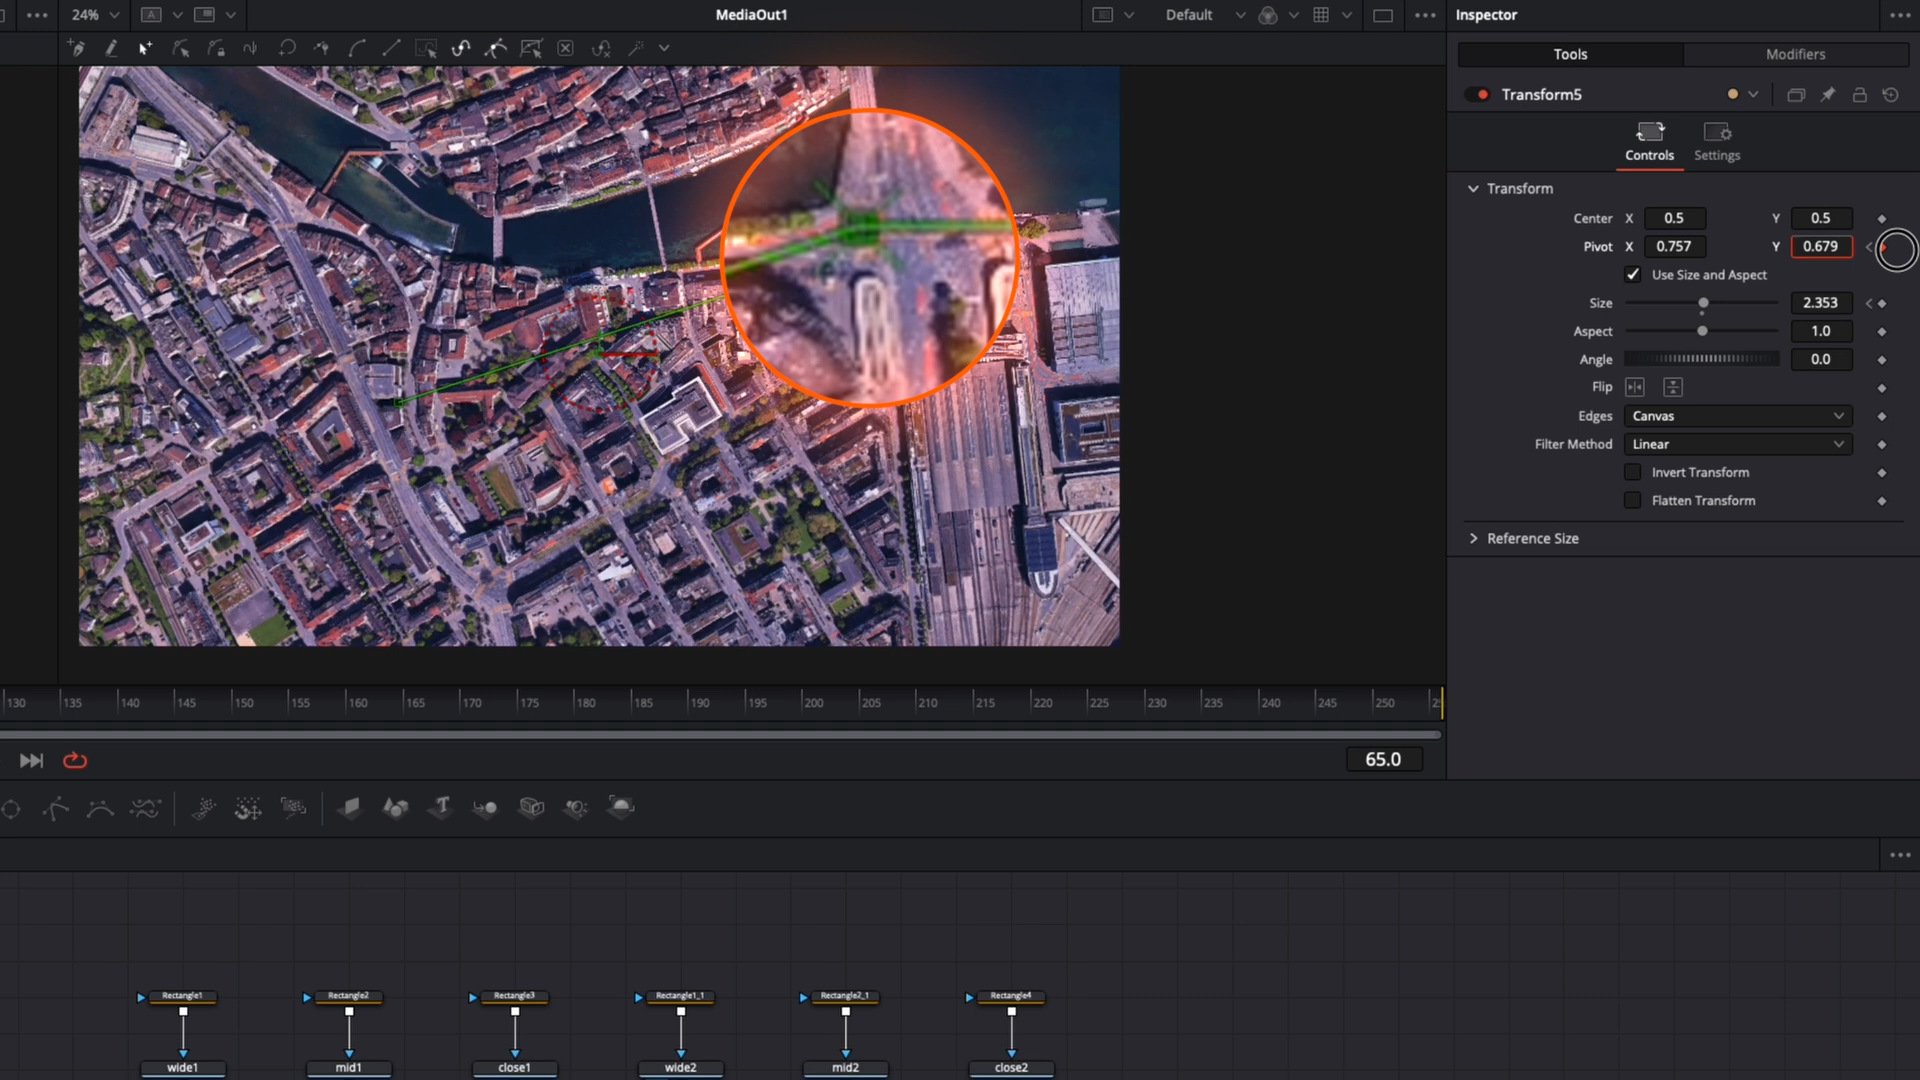 24%
A
MediaOut1
Default
Inspector
Tools
Modifiers
Transform5
Controls
Settings
Transform
Center X 0.5 Y 0.5
Pivot X 0.757 Y 0.679
Use Size and Aspect
Size 2.353
Aspect 1.0
Angle 0.0
Flip
Edges Canvas
Filter Method Linear
Invert Transform
Flatten Transform
Reference Size
130 135 140 145 150 155 160 165 170 175 180 185 190 195 200 205 210 215 220 225 230 235 240 245 250
65.0
Rectangle1 Rectangle2 Rectangle3 Rectangle1_1 Rectangle2_1 Rectangle4
wide1 mid1 close1 wide2 mid2 close2